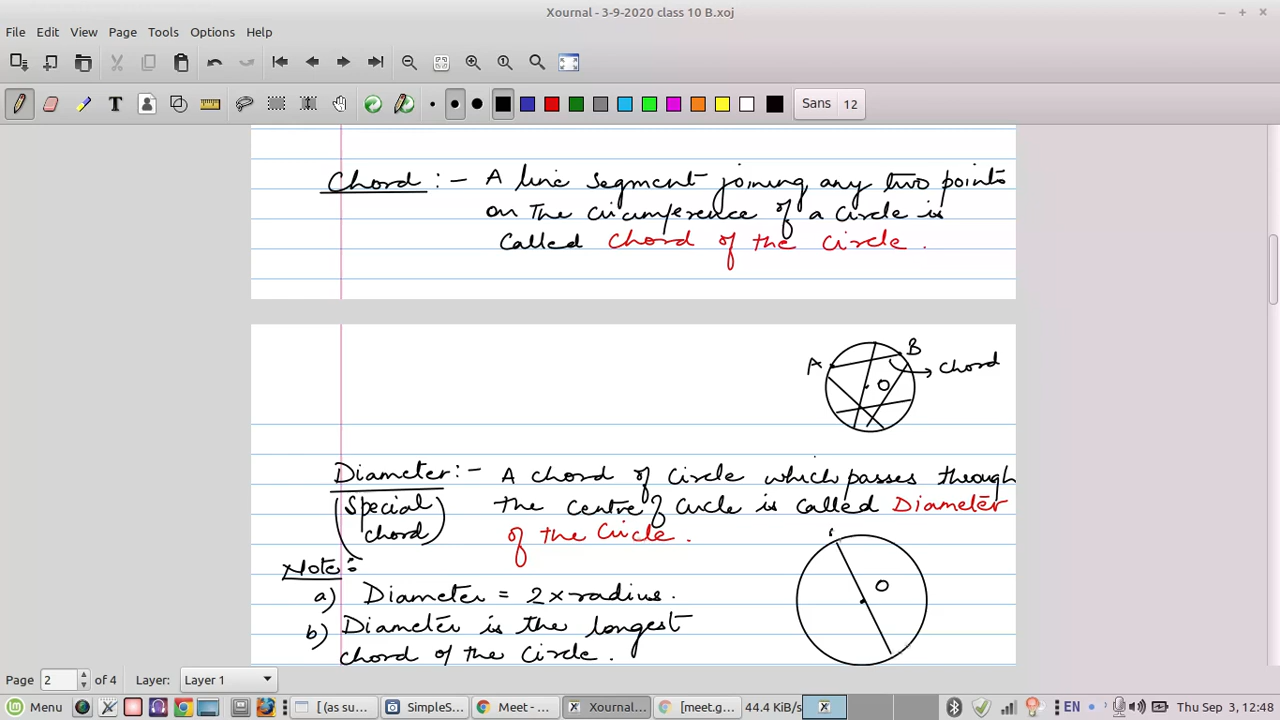 Xournal - 3-9-2020 class 10 B.xoj
File Edit View Page Tools Options Help
Sans 12
Chord :- A line segment joining any two points
on The circumference of a circle is
Called Chord of the Circle .
A B Chord
O
Diameter:- A chord of Circle which passes through
(Special the centre of Circle is called Diameter
chord) of the Circle .
Note:
O
a) Diameter = 2 x radius .
b) Diameter is the longest
chord of the Circle .
Page 2 of 4 Layer: Layer 1
Menu [(as su... SimpleS... Meet -... Xournal... [meet.g... 44.4 KiB/s EN Thu Sep 3, 12:48